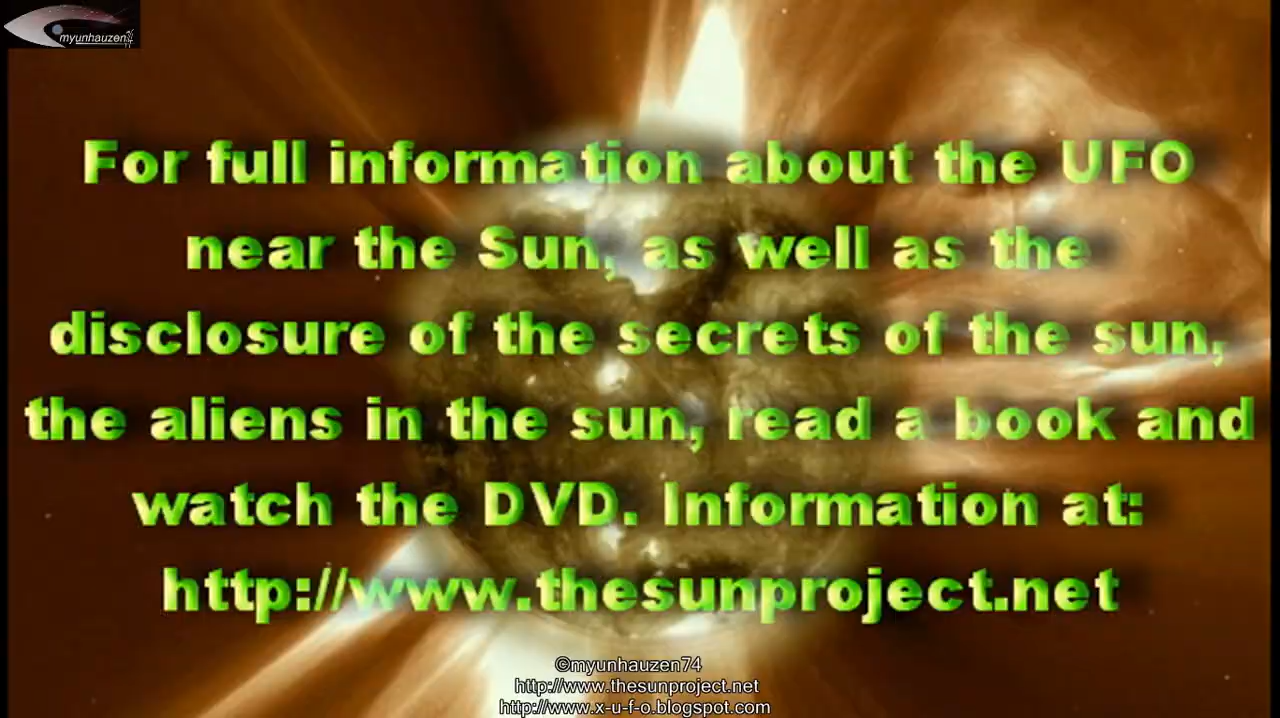 myunhauzen74
For full information about the UFO
near the Sun, as well as the
disclosure of the secrets of the sun,
the aliens in the sun, read a book and
watch the DVD. Information at:
http://www.thesunproject.net
©myunhauzen74
http://www.thesunproject.net
http://www.x-u-f-o.blogspot.com